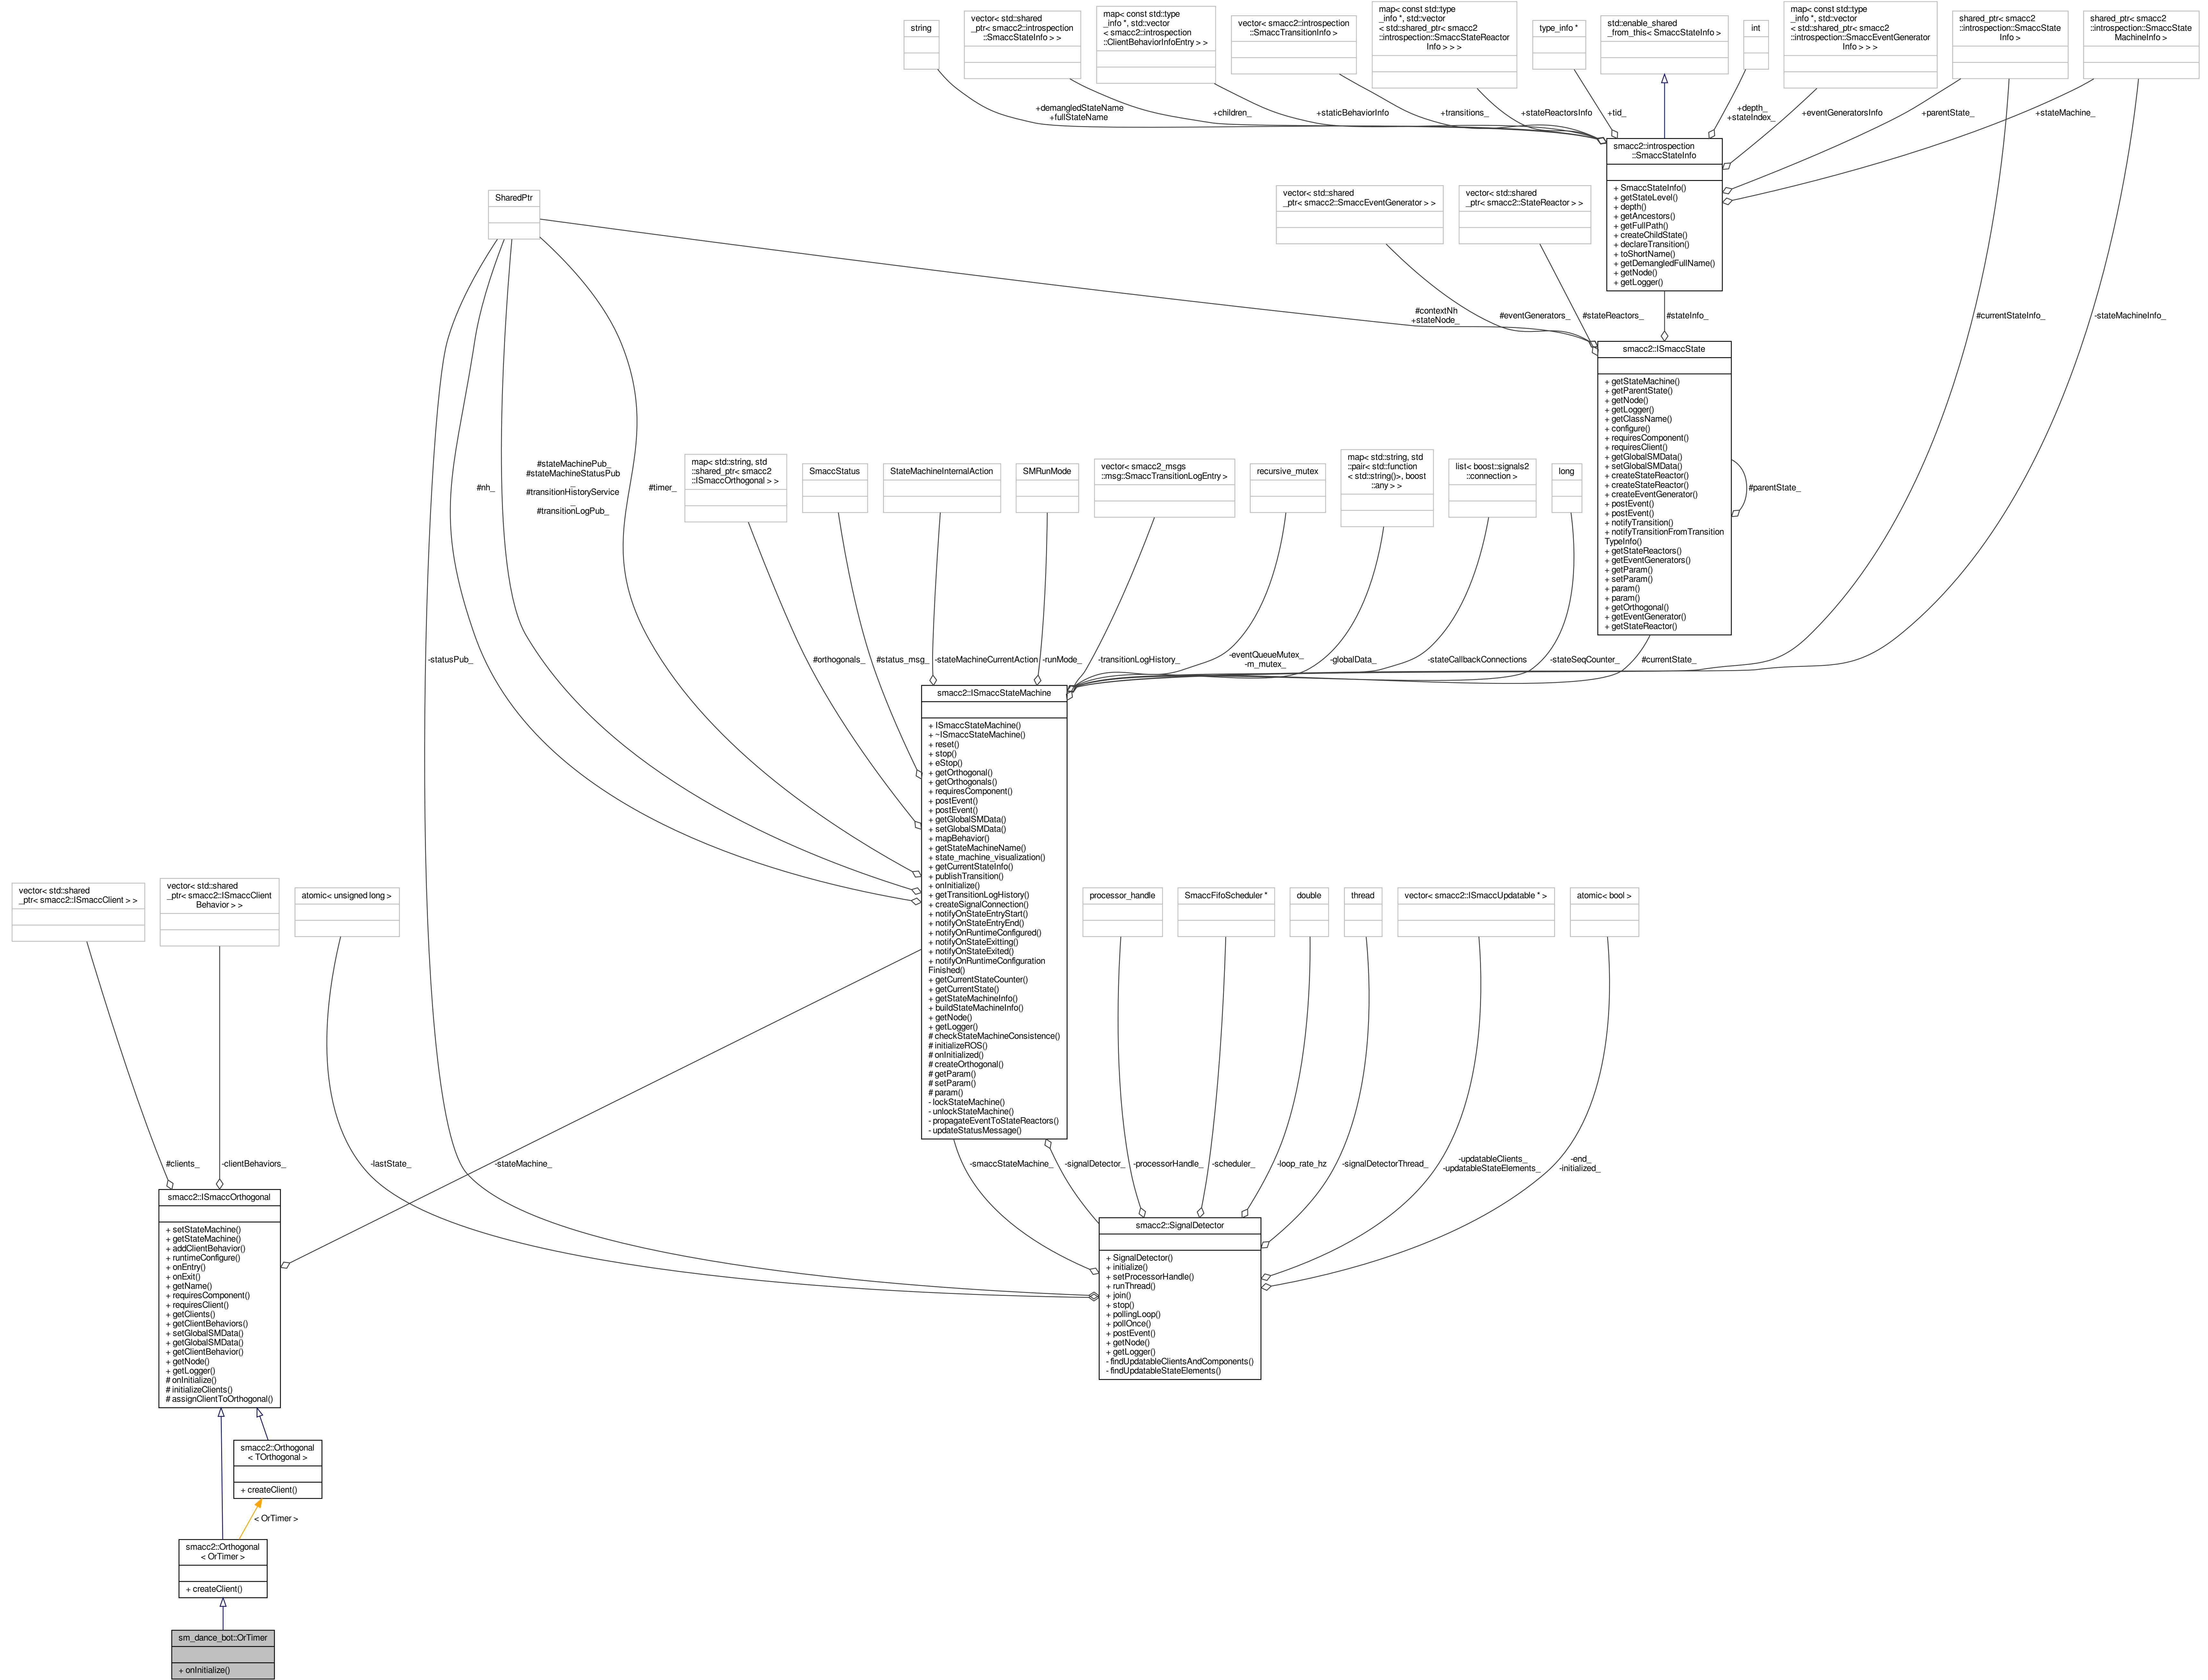 string
vector< std::shared
_ptr< smacc2::introspection
::SmaccStateInfo > >
map< const std::type
_info *, std::vector
< smacc2::introspection
::ClientBehaviorInfoEntry > >
vector< smacc2::introspection
::SmaccTransitionInfo >
map< const std::type
_info *, std::vector
< std::shared_ptr< smacc2
::introspection::SmaccStateReactor
Info > > >
type_info *
std::enable_shared
_from_this< SmaccStateInfo >
int
map< const std::type
_info *, std::vector
< std::shared_ptr< smacc2
::introspection::SmaccEventGenerator
Info > > >
shared_ptr< smacc2
::introspection::SmaccState
Info >
shared_ptr< smacc2
::introspection::SmaccState
MachineInfo >
+demangledStateName
+fullStateName
+children_
+staticBehaviorInfo
+transitions_
+stateReactorsInfo
+tid_
+depth_
+stateIndex_
+eventGeneratorsInfo
+parentState_
+stateMachine_
smacc2::introspection
::SmaccStateInfo
+ SmaccStateInfo()
+ getStateLevel()
+ depth()
+ getAncestors()
+ getFullPath()
+ createChildState()
+ declareTransition()
+ toShortName()
+ getDemangledFullName()
+ getNode()
+ getLogger()
SharedPtr
vector< std::shared
_ptr< smacc2::SmaccEventGenerator > >
vector< std::shared
_ptr< smacc2::StateReactor > >
#contextNh
+stateNode_
#eventGenerators_
#stateReactors_
#stateInfo_
#currentStateInfo_
-stateMachineInfo_
smacc2::ISmaccState
+ getStateMachine()
+ getParentState()
+ getNode()
+ getLogger()
+ getClassName()
+ configure()
+ requiresComponent()
+ requiresClient()
+ getGlobalSMData()
+ setGlobalSMData()
+ createStateReactor()
+ createStateReactor()
+ createEventGenerator()
+ postEvent()
+ postEvent()
+ notifyTransition()
+ notifyTransitionFromTransition
TypeInfo()
+ getStateReactors()
+ getEventGenerators()
+ getParam()
+ setParam()
+ param()
+ param()
+ getOrthogonal()
+ getEventGenerator()
+ getStateReactor()
#parentState_
#nh_
#stateMachinePub_
#stateMachineStatusPub
_
#transitionHistoryService
_
#transitionLogPub_
#timer_
map< std::string, std
::shared_ptr< smacc2
::ISmaccOrthogonal > >
SmaccStatus
StateMachineInternalAction
SMRunMode
vector< smacc2_msgs
::msg::SmaccTransitionLogEntry >
recursive_mutex
map< std::string, std
::pair< std::function
< std::string()>, boost
::any > >
list< boost::signals2
::connection >
long
-statusPub_
#orthogonals_
#status_msg_
-stateMachineCurrentAction
-runMode_
-transitionLogHistory_
-eventQueueMutex_
-m_mutex_
-globalData_
-stateCallbackConnections
-stateSeqCounter_
#currentState_
smacc2::ISmaccStateMachine
+ ISmaccStateMachine()
+ ~ISmaccStateMachine()
+ reset()
+ stop()
+ eStop()
+ getOrthogonal()
+ getOrthogonals()
+ requiresComponent()
+ postEvent()
+ postEvent()
+ getGlobalSMData()
+ setGlobalSMData()
+ mapBehavior()
+ getStateMachineName()
+ state_machine_visualization()
+ getCurrentStateInfo()
+ publishTransition()
+ onInitialize()
+ getTransitionLogHistory()
+ createSignalConnection()
+ notifyOnStateEntryStart()
+ notifyOnStateEntryEnd()
+ notifyOnRuntimeConfigured()
+ notifyOnStateExitting()
+ notifyOnStateExited()
+ notifyOnRuntimeConfiguration
Finished()
+ getCurrentStateCounter()
+ getCurrentState()
+ getStateMachineInfo()
+ buildStateMachineInfo()
+ getNode()
+ getLogger()
# checkStateMachineConsistence()
# initializeROS()
# onInitialized()
# createOrthogonal()
# getParam()
# setParam()
# param()
- lockStateMachine()
- unlockStateMachine()
- propagateEventToStateReactors()
- updateStatusMessage()
vector< std::shared
_ptr< smacc2::ISmaccClient > >
vector< std::shared
_ptr< smacc2::ISmaccClient
Behavior > >
atomic< unsigned long >
processor_handle
SmaccFifoScheduler *
double
thread
vector< smacc2::ISmaccUpdatable * >
atomic< bool >
#clients_
-clientBehaviors_
-lastState_
-stateMachine_
-smaccStateMachine_
-signalDetector_
-processorHandle_
-scheduler_
-loop_rate_hz
-signalDetectorThread_
-updatableClients_
-updatableStateElements_
-end_
-initialized_
smacc2::ISmaccOrthogonal
+ setStateMachine()
+ getStateMachine()
+ addClientBehavior()
+ runtimeConfigure()
+ onEntry()
+ onExit()
+ getName()
+ requiresComponent()
+ requiresClient()
+ getClients()
+ getClientBehaviors()
+ setGlobalSMData()
+ getGlobalSMData()
+ getClientBehavior()
+ getNode()
+ getLogger()
# onInitialize()
# initializeClients()
# assignClientToOrthogonal()
smacc2::SignalDetector
+ SignalDetector()
+ initialize()
+ setProcessorHandle()
+ runThread()
+ join()
+ stop()
+ pollingLoop()
+ pollOnce()
+ postEvent()
+ getNode()
+ getLogger()
- findUpdatableClientsAndComponents()
- findUpdatableStateElements()
smacc2::Orthogonal
< TOrthogonal >
+ createClient()
< OrTimer >
smacc2::Orthogonal
< OrTimer >
+ createClient()
sm_dance_bot::OrTimer
+ onInitialize()